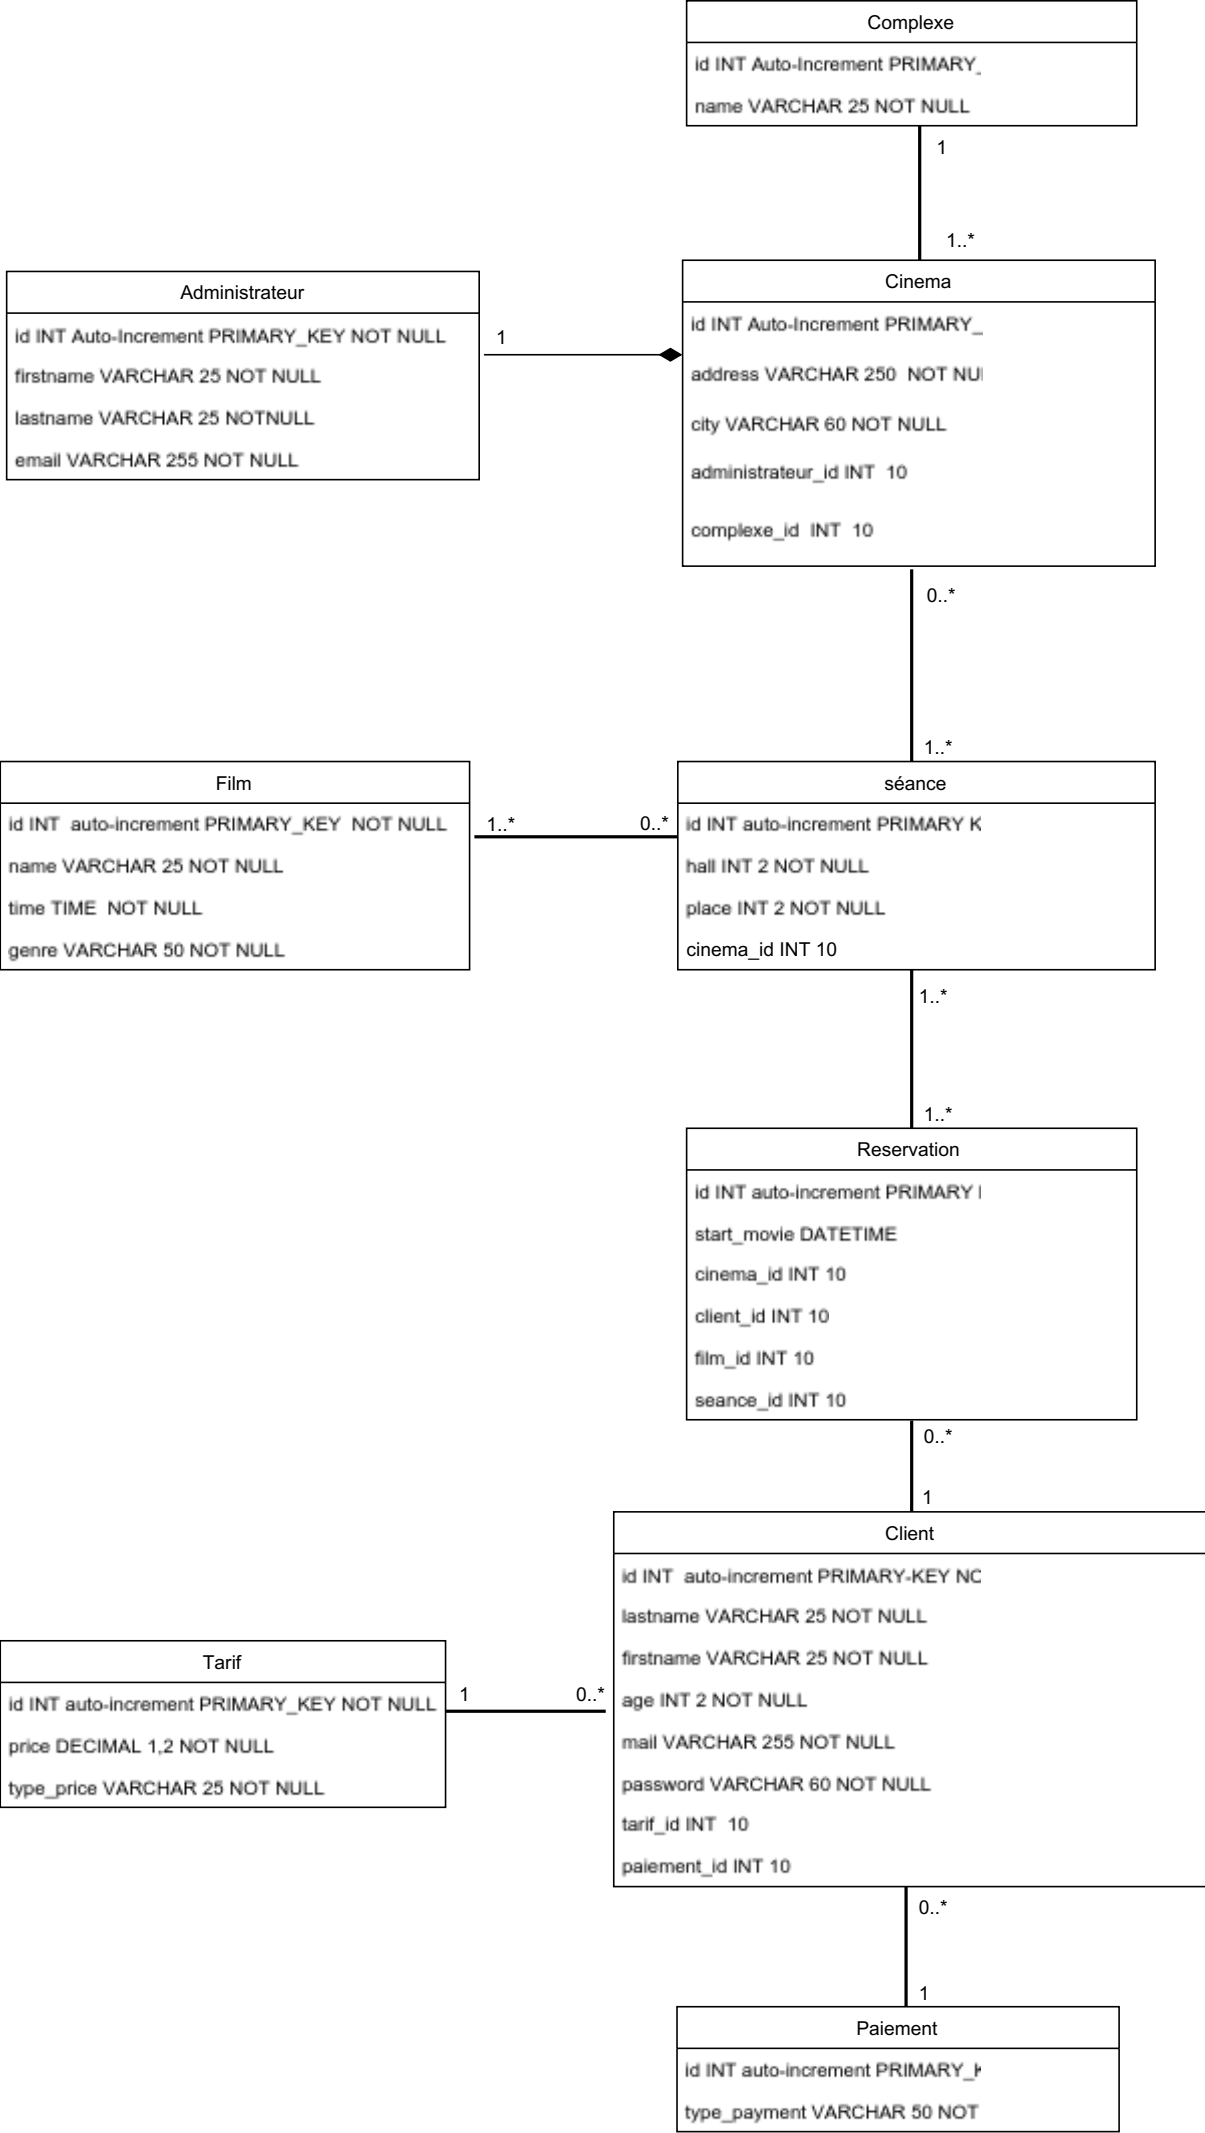 Complexe
id INT Auto-Increment PRIMARY_
name VARCHAR 25 NOT NULL
1
1..*
Cinema
id INT Auto-Increment PRIMARY_
address VARCHAR 250  NOT NU
city VARCHAR 60 NOT NULL
administrateur_id INT  10
complexe_id  INT  10
Administrateur
id INT Auto-Increment PRIMARY_KEY NOT NULL
firstname VARCHAR 25 NOT NULL
lastname VARCHAR 25 NOTNULL
email VARCHAR 255 NOT NULL
1
0..*
1..*
Film
id INT  auto-increment PRIMARY_KEY  NOT NULL
name VARCHAR 25 NOT NULL
time TIME  NOT NULL
genre VARCHAR 50 NOT NULL
1..*
0..*
séance
id INT auto-increment PRIMARY K
hall INT 2 NOT NULL
place INT 2 NOT NULL
cinema_id INT 10
1..*
1..*
Reservation
id INT auto-increment PRIMARY
start_movie DATETIME
cinema_id INT 10
client_id INT 10
film_id INT 10
seance_id INT 10
0..*
1
Client
id INT  auto-increment PRIMARY-KEY NO
lastname VARCHAR 25 NOT NULL
firstname VARCHAR 25 NOT NULL
age INT 2 NOT NULL
mail VARCHAR 255 NOT NULL
password VARCHAR 60 NOT NULL
tarif_id INT  10
paiement_id INT 10
Tarif
id INT auto-increment PRIMARY_KEY NOT NULL
price DECIMAL 1,2 NOT NULL
type_price VARCHAR 25 NOT NULL
1
0..*
0..*
1
Paiement
id INT auto-increment PRIMARY_K
type_payment VARCHAR 50 NOT